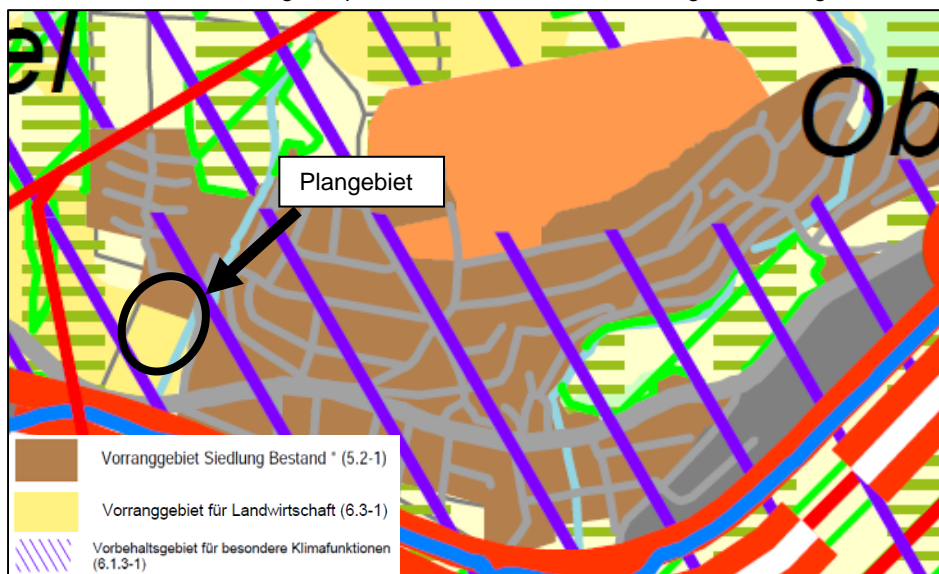 el
Ob
Plangebiet
Vorranggebiet Siedlung Bestand * (5.2-1)
Vorranggebiet für Landwirtschaft (6.3-1)
Vorbehaltsgebiet für besondere Klimafunktionen
(6.1.3-1)